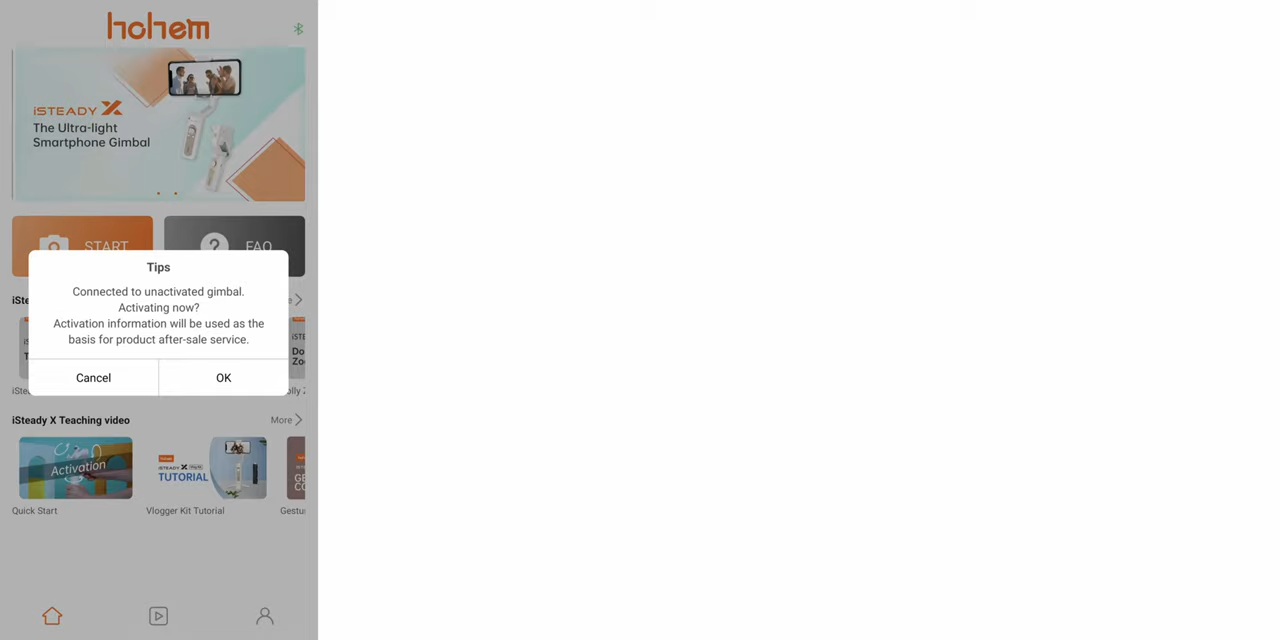 hohem
iSTEADY X
The Ultra-light
Smartphone Gimbal
START
FAQ
Tips
Connected to unactivated gimbal.
Activating now?
Activation information will be used as the
basis for product after-sale service.
Cancel
OK
iSteady X Teaching video
More
Activation
hohem
iSTEADY X
TUTORIAL
Quick Start
Vlogger Kit Tutorial